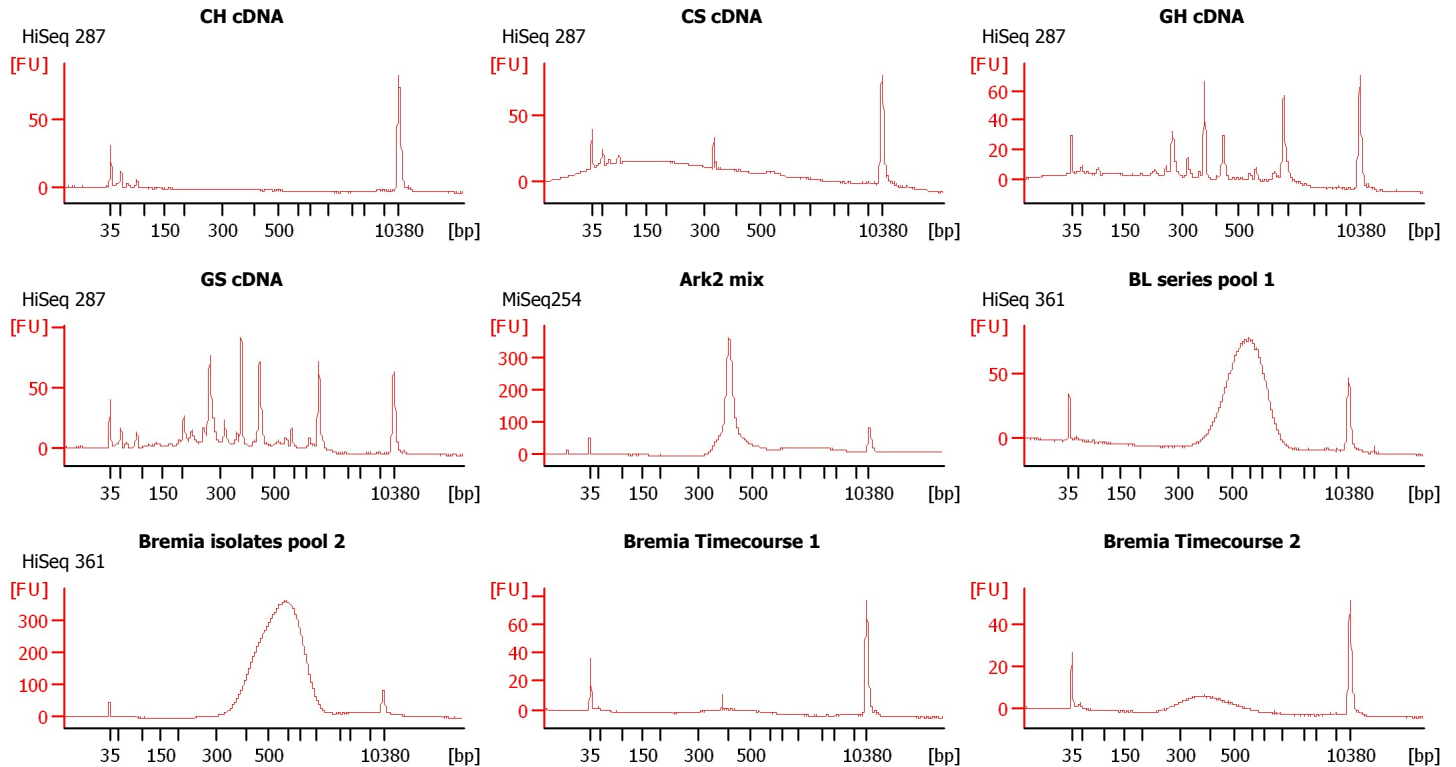 CH cDNA
HiSeq 287
[FU]
50
0
35 150 300 500 10380 [bp]
CS cDNA
HiSeq 287
[FU]
50
0
35 150 300 500 10380 [bp]
GH cDNA
HiSeq 287
[FU]
60
40
20
0
35 150 300 500 10380 [bp]
GS cDNA
HiSeq 287
[FU]
50
0
35 150 300 500 10380 [bp]
Ark2 mix
MiSeq254
[FU]
300
200
100
0
35 150 300 500 10380 [bp]
BL series pool 1
HiSeq 361
[FU]
50
0
35 150 300 500 10380 [bp]
Bremia isolates pool 2
HiSeq 361
[FU]
300
200
100
0
35 150 300 500 10380 [bp]
Bremia Timecourse 1
[FU]
60
40
20
0
35 150 300 500 10380 [bp]
Bremia Timecourse 2
[FU]
40
20
0
35 150 300 500 10380 [bp]